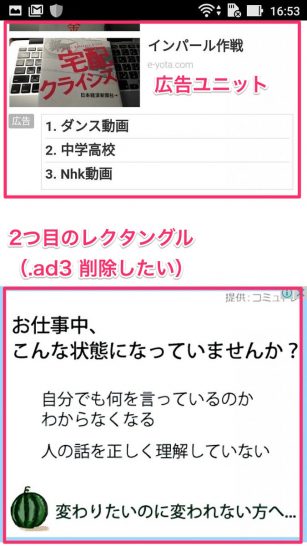 16:53
宅配
クライシス
日本経済新聞社=編
インパール作戦
e-yota.com
広告ユニット
広告
1. ダンス動画
2. 中学高校
3. Nhk動画
2つ目のレクタングル
(.ad3 削除したい)
提供:コミュトレ
お仕事中、
こんな状態になっていませんか?
自分でも何を言っているのか
わからなくなる
人の話を正しく理解していない
変わりたいのに変われない方へ...